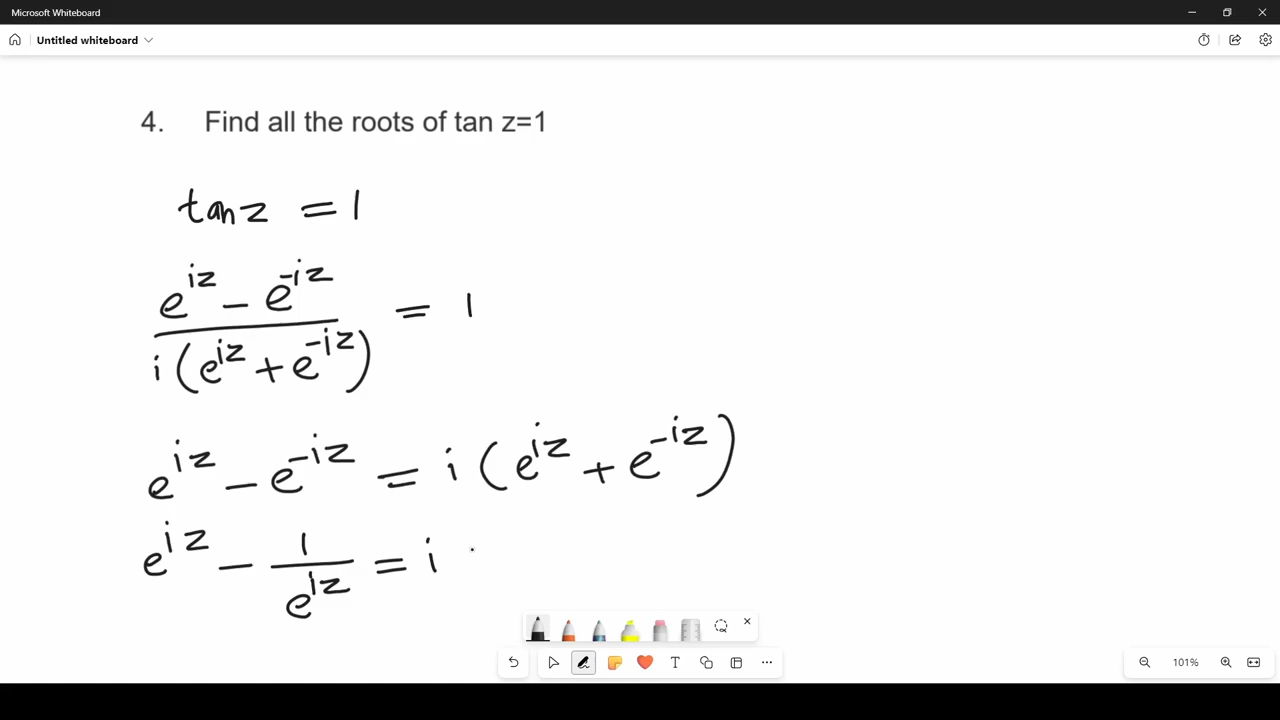 Microsoft Whiteboard
Untitled whiteboard
4. Find all the roots of tan z=1
tan z = 1
e^{iz} - e^{-iz}
i(e^{iz} + e^{-iz})
= 1
e^{iz} - e^{-iz} = i(e^{iz} + e^{-iz})
e^{iz} - 1/e^{iz} = i
T
101%